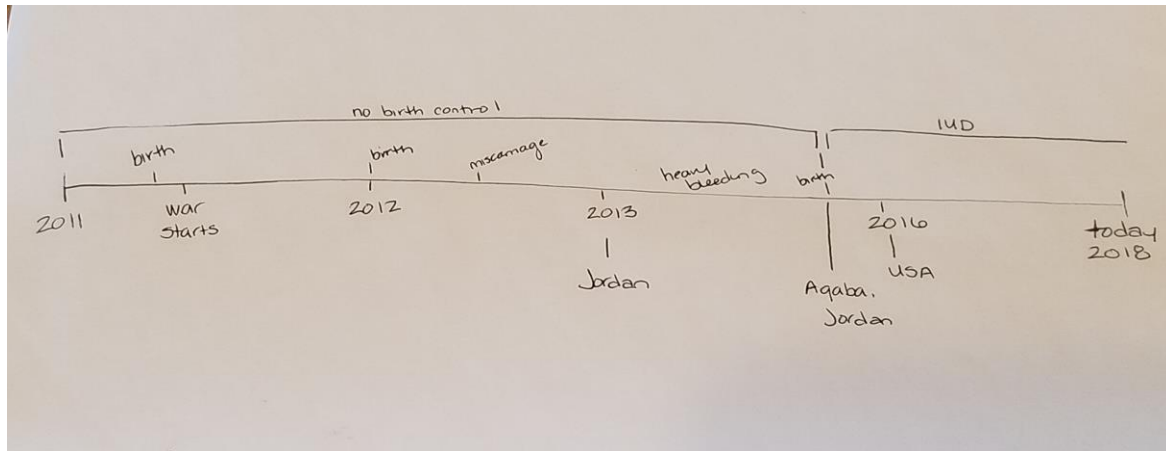 no birth control
IUD
birth
birth
miscarriage
heavy
bleeding
birth
2011
war
starts
2012
2013
Jordan
Aqaba,
Jordan
2016
USA
today
2018